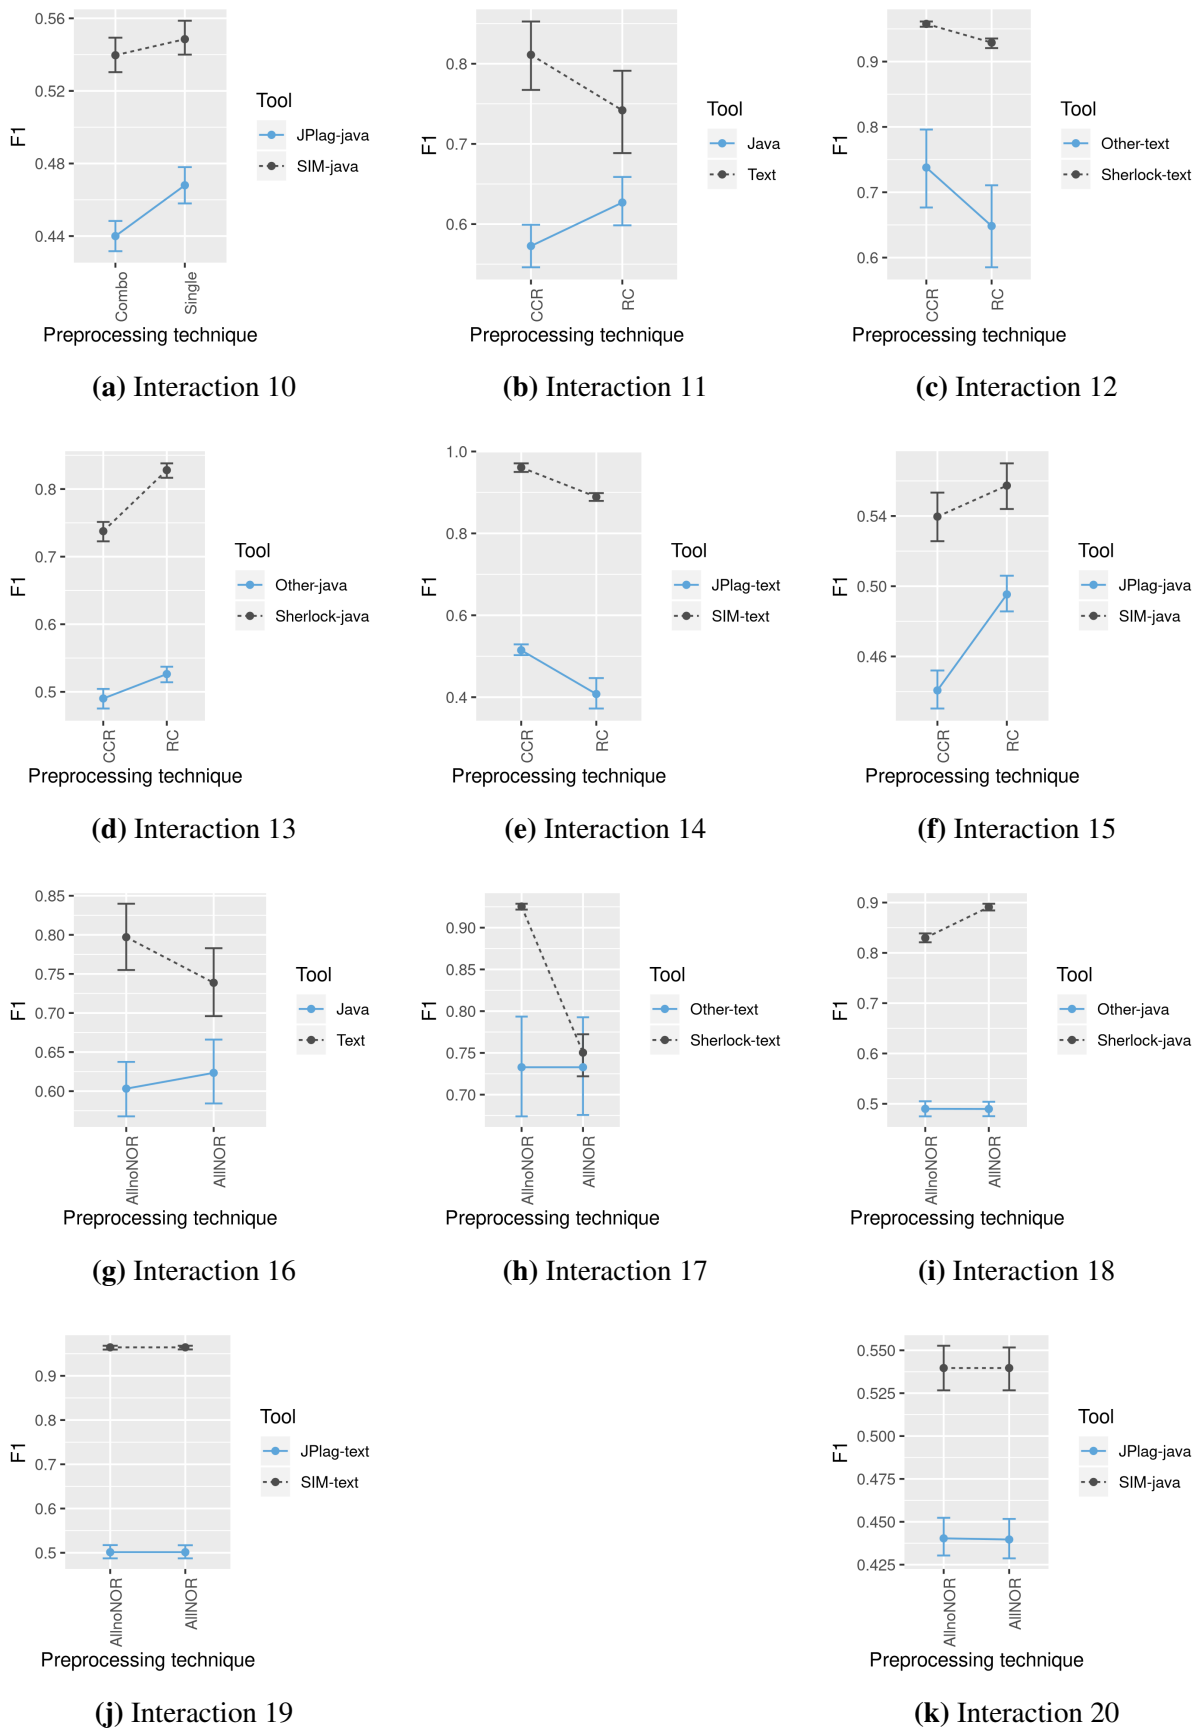 0.56
0.52
0.48
0.44
F1
Combo
Single
Preprocessing technique
Tool
JPlag-java
SIM-java
(a) Interaction 10
0.8
0.7
0.6
F1
CCR
RC
Preprocessing technique
Tool
Java
Text
(b) Interaction 11
0.9
0.8
0.7
0.6
F1
CCR
RC
Preprocessing technique
Tool
Other-text
Sherlock-text
(c) Interaction 12
0.8
0.7
0.6
0.5
F1
CCR
RC
Preprocessing technique
Tool
Other-java
Sherlock-java
(d) Interaction 13
1.0
0.8
0.6
0.4
F1
CCR
RC
Preprocessing technique
Tool
JPlag-text
SIM-text
(e) Interaction 14
0.54
0.50
0.46
F1
CCR
RC
Preprocessing technique
Tool
JPlag-java
SIM-java
(f) Interaction 15
0.85
0.80
0.75
0.70
0.65
0.60
F1
AllnoNOR
AllNOR
Preprocessing technique
Tool
Java
Text
(g) Interaction 16
0.90
0.85
0.80
0.75
0.70
F1
AllnoNOR
AllNOR
Preprocessing technique
Tool
Other-text
Sherlock-text
(h) Interaction 17
0.9
0.8
0.7
0.6
0.5
F1
AllnoNOR
AllNOR
Preprocessing technique
Tool
Other-java
Sherlock-java
(i) Interaction 18
0.9
0.8
0.7
0.6
0.5
F1
AllnoNOR
AllNOR
Preprocessing technique
Tool
JPlag-text
SIM-text
(j) Interaction 19
0.550
0.525
0.500
0.475
0.450
0.425
F1
AllnoNOR
AllNOR
Preprocessing technique
Tool
JPlag-java
SIM-java
(k) Interaction 20